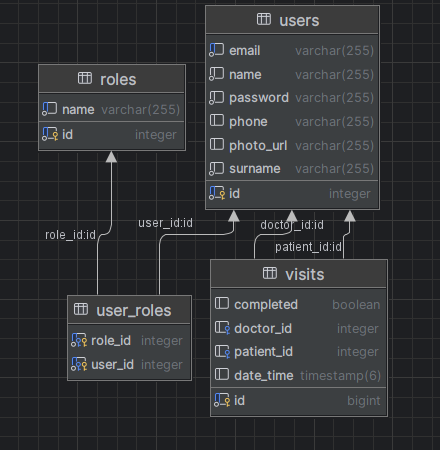 users
email varchar(255)
name varchar(255)
password varchar(255)
phone varchar(255)
photo_url varchar(255)
surname varchar(255)
id integer
roles
name varchar(255)
id integer
role_id:id
user_id:id
doctor_id:id
patient_id:id
user_roles
role_id integer
user_id integer
visits
completed boolean
doctor_id integer
patient_id integer
date_time timestamp(6)
id bigint